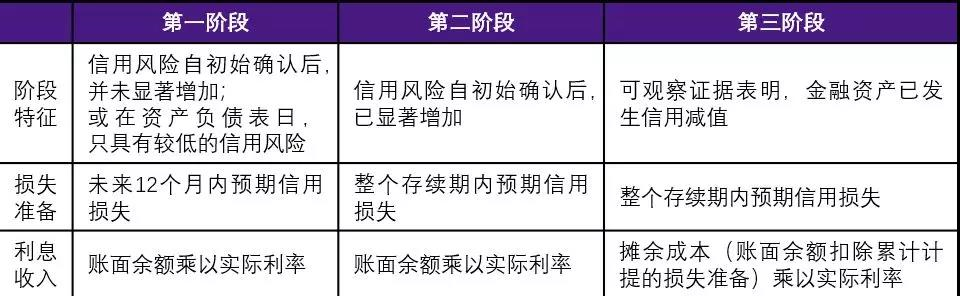 第一阶段
第二阶段
第三阶段
阶段
特征
信用风险自初始确认后，
并未显著增加；
或在资产负债表日，
只具有较低的信用风险
信用风险自初始确认后，
已显著增加
可观察证据表明，金融资产已发
生信用减值
损失
准备
未来12个月内预期信用
损失
整个存续期内预期信用
损失
整个存续期内预期信用损失
利息
收入
账面余额乘以实际利率
账面余额乘以实际利率
摊余成本（账面余额扣除累计计
提的损失准备）乘以实际利率